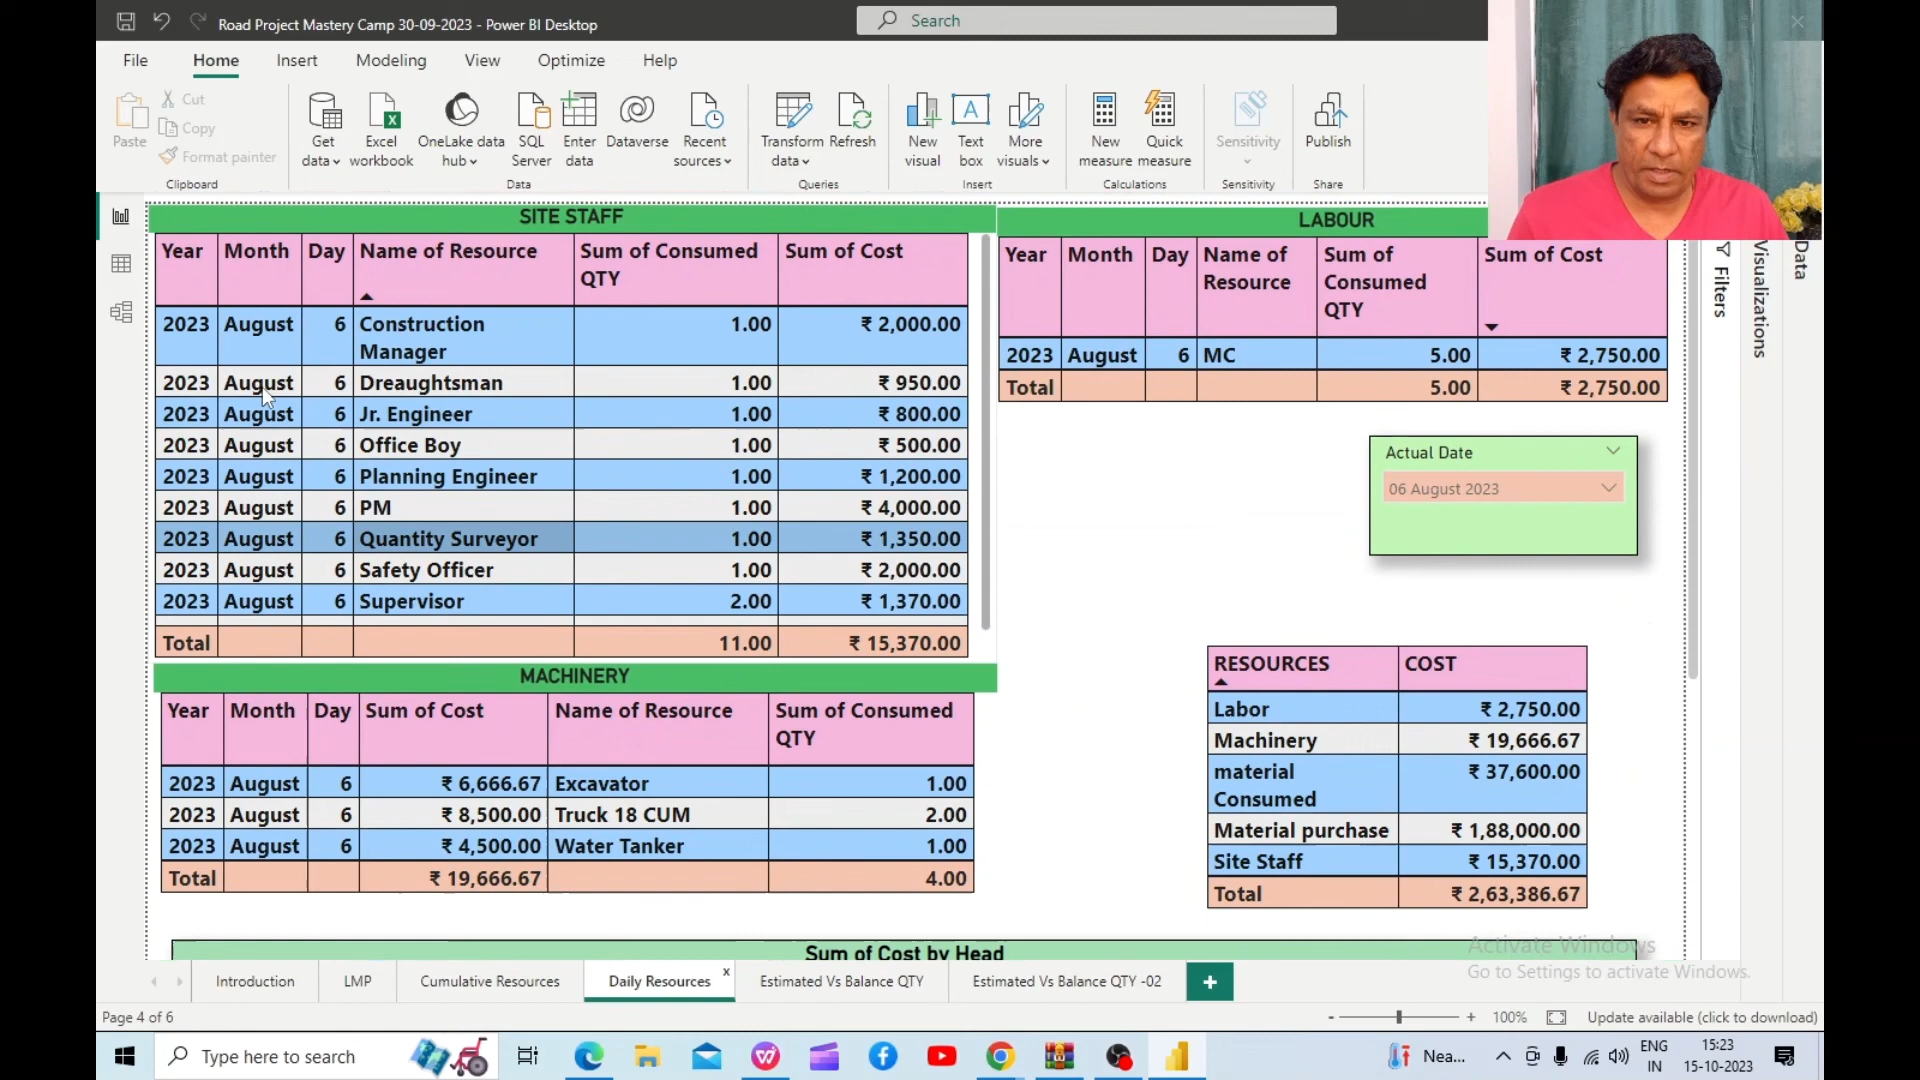 Road Project Mastery Camp 30-09-2023 - Power BI Desktop
Search
File Home Insert Modeling View Optimize Help
Paste
Cut
Copy
Format painter
Clipboard
Get data
Excel workbook
OneLake data hub
SQL Server
Enter data
Dataverse
Recent sources
Data
Transform data
Refresh
Queries
New visual
Text box
More visuals
Insert
New measure
Quick measure
Calculations
Sensitivity
Sensitivity
Publish
Share
SITE STAFF
Year Month Day Name of Resource Sum of Consumed QTY Sum of Cost
2023 August 6 Construction Manager 1.00 ₹ 2,000.00
2023 August 6 Dreaughtsman 1.00 ₹ 950.00
2023 August 6 Jr. Engineer 1.00 ₹ 800.00
2023 August 6 Office Boy 1.00 ₹ 500.00
2023 August 6 Planning Engineer 1.00 ₹ 1,200.00
2023 August 6 PM 1.00 ₹ 4,000.00
2023 August 6 Quantity Surveyor 1.00 ₹ 1,350.00
2023 August 6 Safety Officer 1.00 ₹ 2,000.00
2023 August 6 Supervisor 2.00 ₹ 1,370.00
Total 11.00 ₹ 15,370.00
LABOUR
Year Month Day Name of Resource Sum of Consumed QTY Sum of Cost
2023 August 6 MC 5.00 ₹ 2,750.00
Total 5.00 ₹ 2,750.00
Actual Date
06 August 2023
Filters
Visualizations
Data
MACHINERY
Year Month Day Sum of Cost Name of Resource Sum of Consumed QTY
2023 August 6 ₹ 6,666.67 Excavator 1.00
2023 August 6 ₹ 8,500.00 Truck 18 CUM 2.00
2023 August 6 ₹ 4,500.00 Water Tanker 1.00
Total ₹ 19,666.67 4.00
RESOURCES COST
Labor ₹ 2,750.00
Machinery ₹ 19,666.67
material Consumed ₹ 37,600.00
Material purchase ₹ 1,88,000.00
Site Staff ₹ 15,370.00
Total ₹ 2,63,386.67
Sum of Cost by Head
Activate Windows
Go to Settings to activate Windows.
Introduction LMP Cumulative Resources Daily Resources x Estimated Vs Balance QTY Estimated Vs Balance QTY -02 +
Page 4 of 6
- + 100% Update available (click to download)
Type here to search
Nea...
ENG IN
15:23
15-10-2023